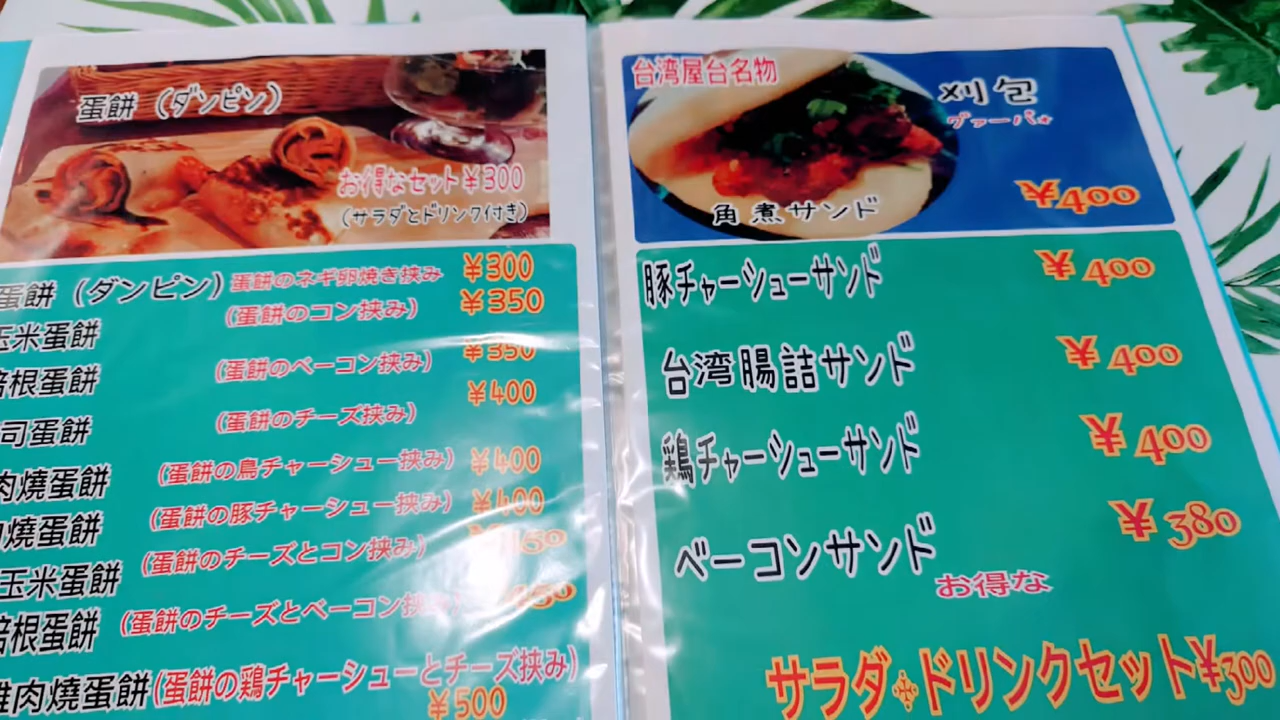 蛋餅（ダンピン）
お得なセット¥300
（サラダとドリンク付き）
蛋餅（ダンピン）蛋餅のネギ卵焼き挟み ¥300
玉米蛋餅（蛋餅のコン挟み） ¥350
培根蛋餅（蛋餅のベーコン挟み） ¥350
司蛋餅（蛋餅のチーズ挟み） ¥400
肉燒蛋餅（蛋餅の鳥チャーシュー挟み） ¥400
燒蛋餅（蛋餅の豚チャーシュー挟み） ¥400
玉米蛋餅（蛋餅のチーズとコン挟み）
培根蛋餅（蛋餅のチーズとベーコン挟み）
雞肉燒蛋餅(蛋餅の鶏チャーシューとチーズ挟み)
¥500
台湾屋台名物
刈包
グァーパォ
角煮サンド
¥400
豚チャーシューサンド ¥400
台湾腸詰サンド ¥400
鶏チャーシューサンド ¥400
ベーコンサンド ¥380
お得な
サラダ・ドリンクセット¥300